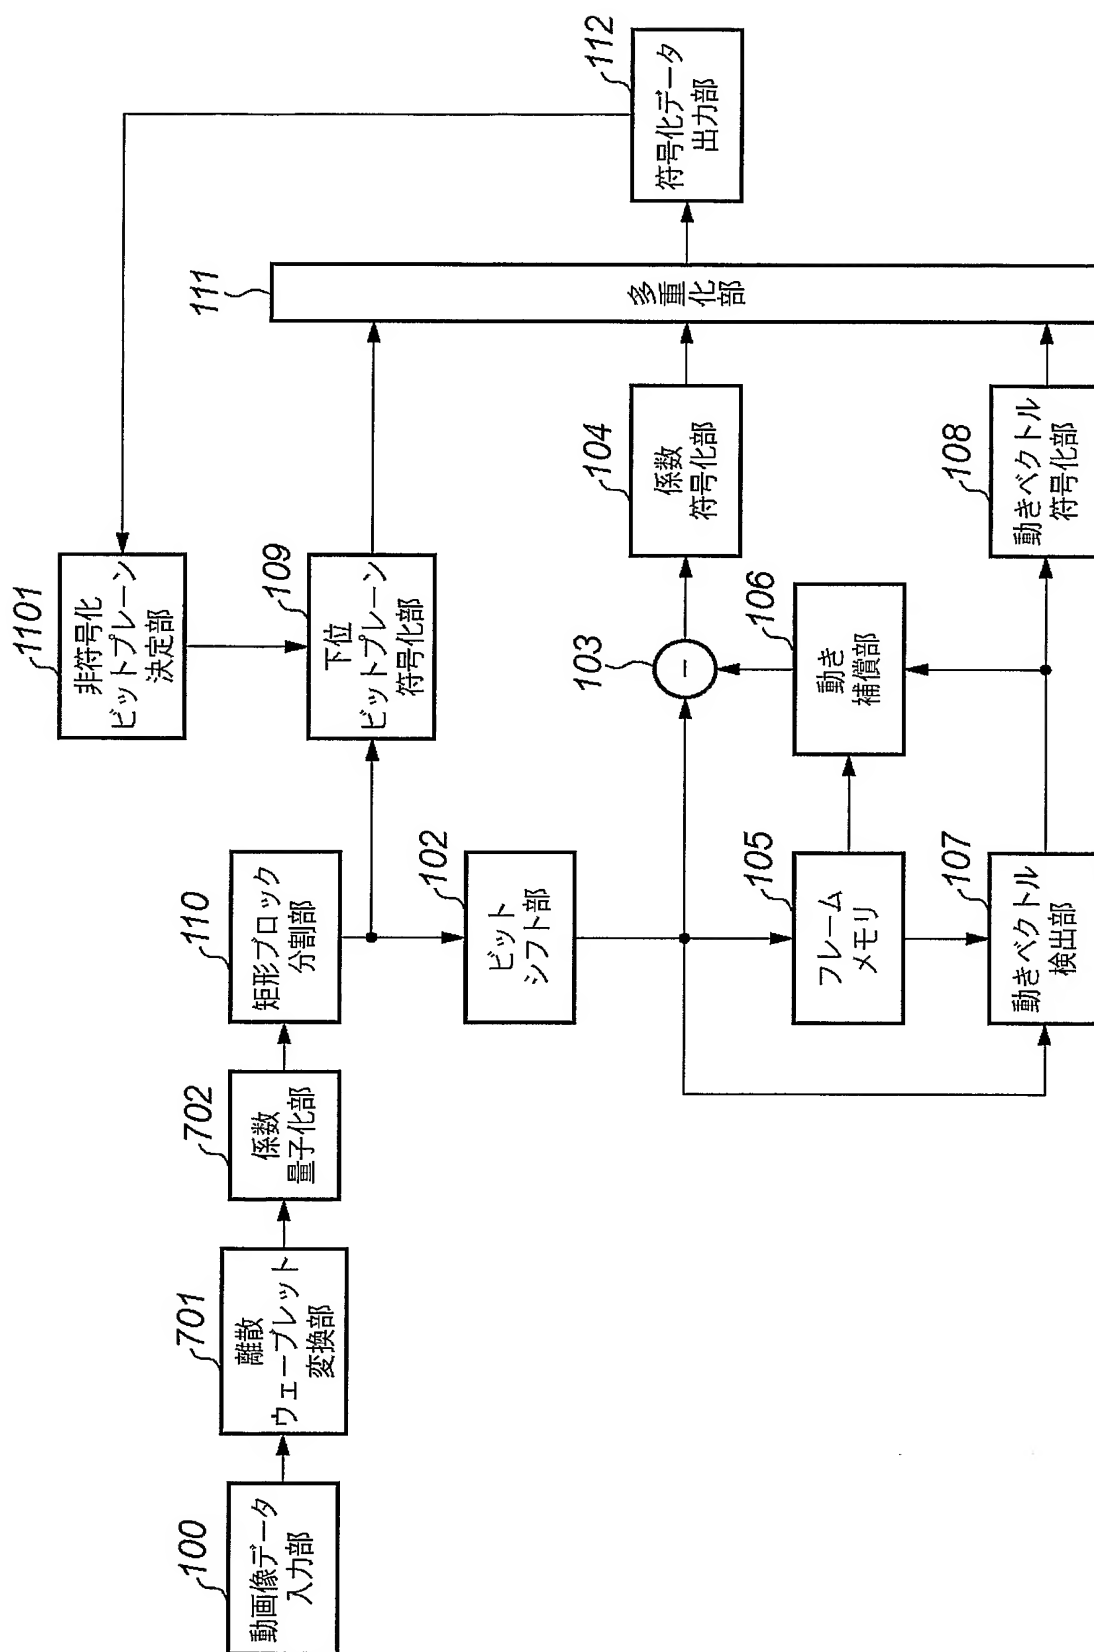 100
動画像データ
入力部
701
離散
ウェーブレット
変換部
702
係数
量子化部
110
矩形ブロック
分割部
102
ビット
シフト部
1101
非符号化
ビットプレーン
決定部
109
下位
ビットプレーン
符号化部
103
−
104
係数
符号化部
105
フレーム
メモリ
106
動き
補償部
107
動きベクトル
検出部
108
動きベクトル
符号化部
111
多重化部
112
符号化データ
出力部